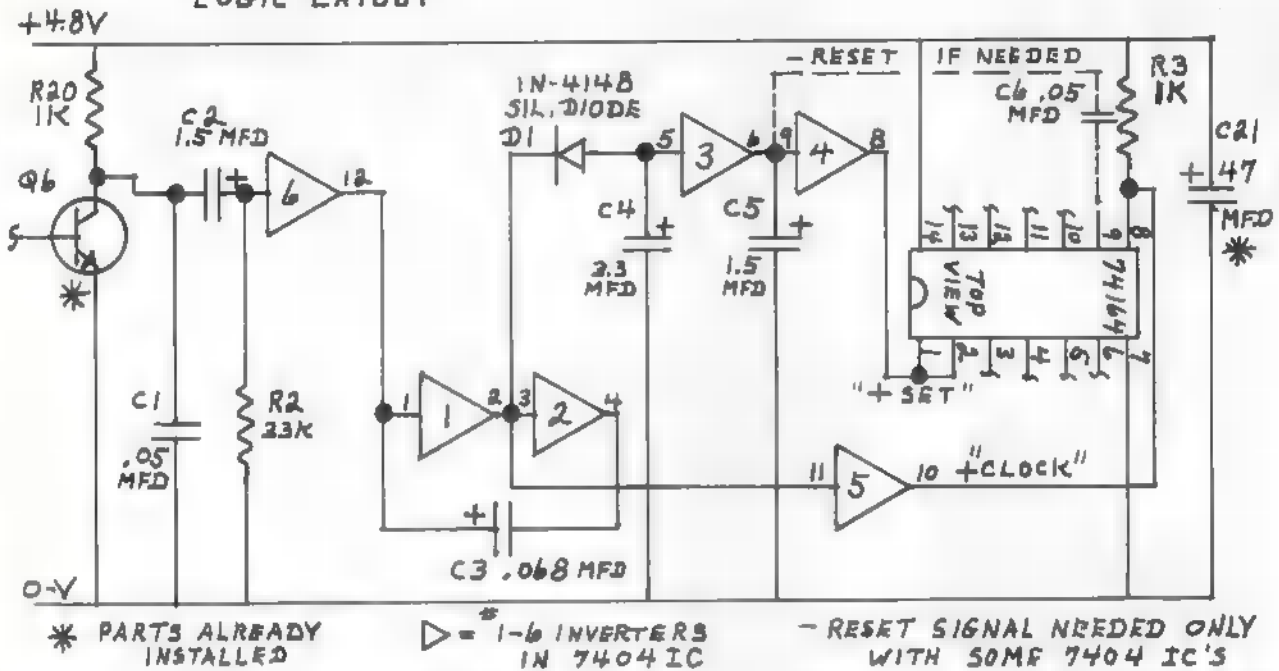 LOGIC LAYOUT
+4.8V
R20
1K
C2
1.5 MFD
+
Q6
*
C1
.05
MFD
R2
33K
6
12
IN-4148
SIL. DIODE
D1
5
3
6
9
4
8
- RESET IF NEEDED
C6 .05
MFD
R3
1K
C21
+ 47
MFD
*
C4
+
3.3
MFD
C5
+
1.5
MFD
14 13 12 11 10 9 8
TOP
VIEW
74164
1 2 3 4 5 6 7
"+ SET"
1
1
2
3
2
4
+
C3 .068 MFD
11
5
10
+"CLOCK"
0-V
* PARTS ALREADY
INSTALLED
▷ = # 1-6 INVERTERS
IN 7404 IC
- RESET SIGNAL NEEDED ONLY
WITH SOME 7404 IC'S